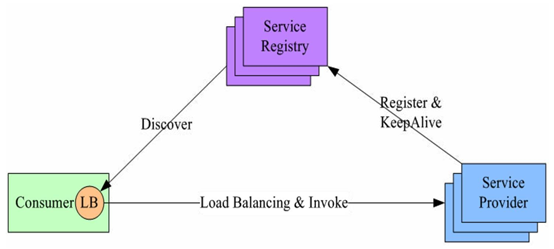 Service
Registry
Register &
KeepAlive
Discover
Consumer
LB
Load Balancing & Invoke
Service
Provider